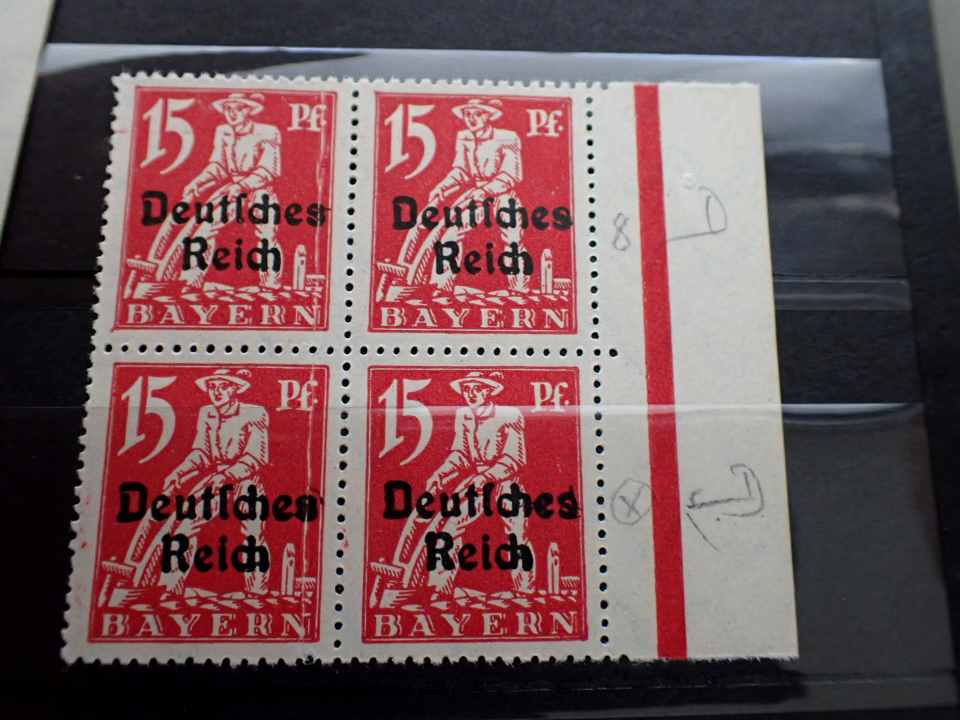 15 Pf.
Deutſches
Reich
BAYERN
15 Pf.
Deutſches
Reich
BAYERN
8 D
15 Pf.
Deutſches
Reich
BAYERN
15 Pf.
Deutſches
Reich
BAYERN
X D